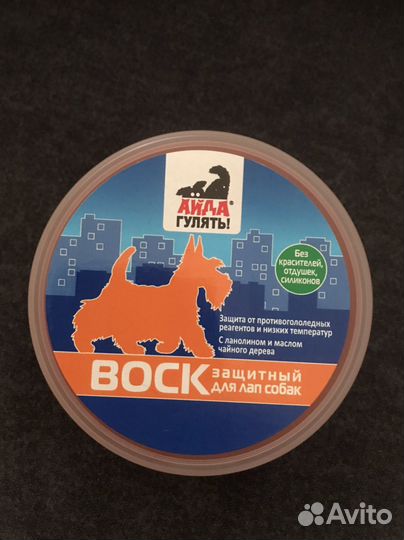 АЙДА®
ГУЛЯТЬ!
Без
красителей,
отдушек,
силиконов
Защита от противогололедных
реагентов и низких температур
С ланолином и маслом
чайного дерева
ВОСК защитный
для лап собак
Avito